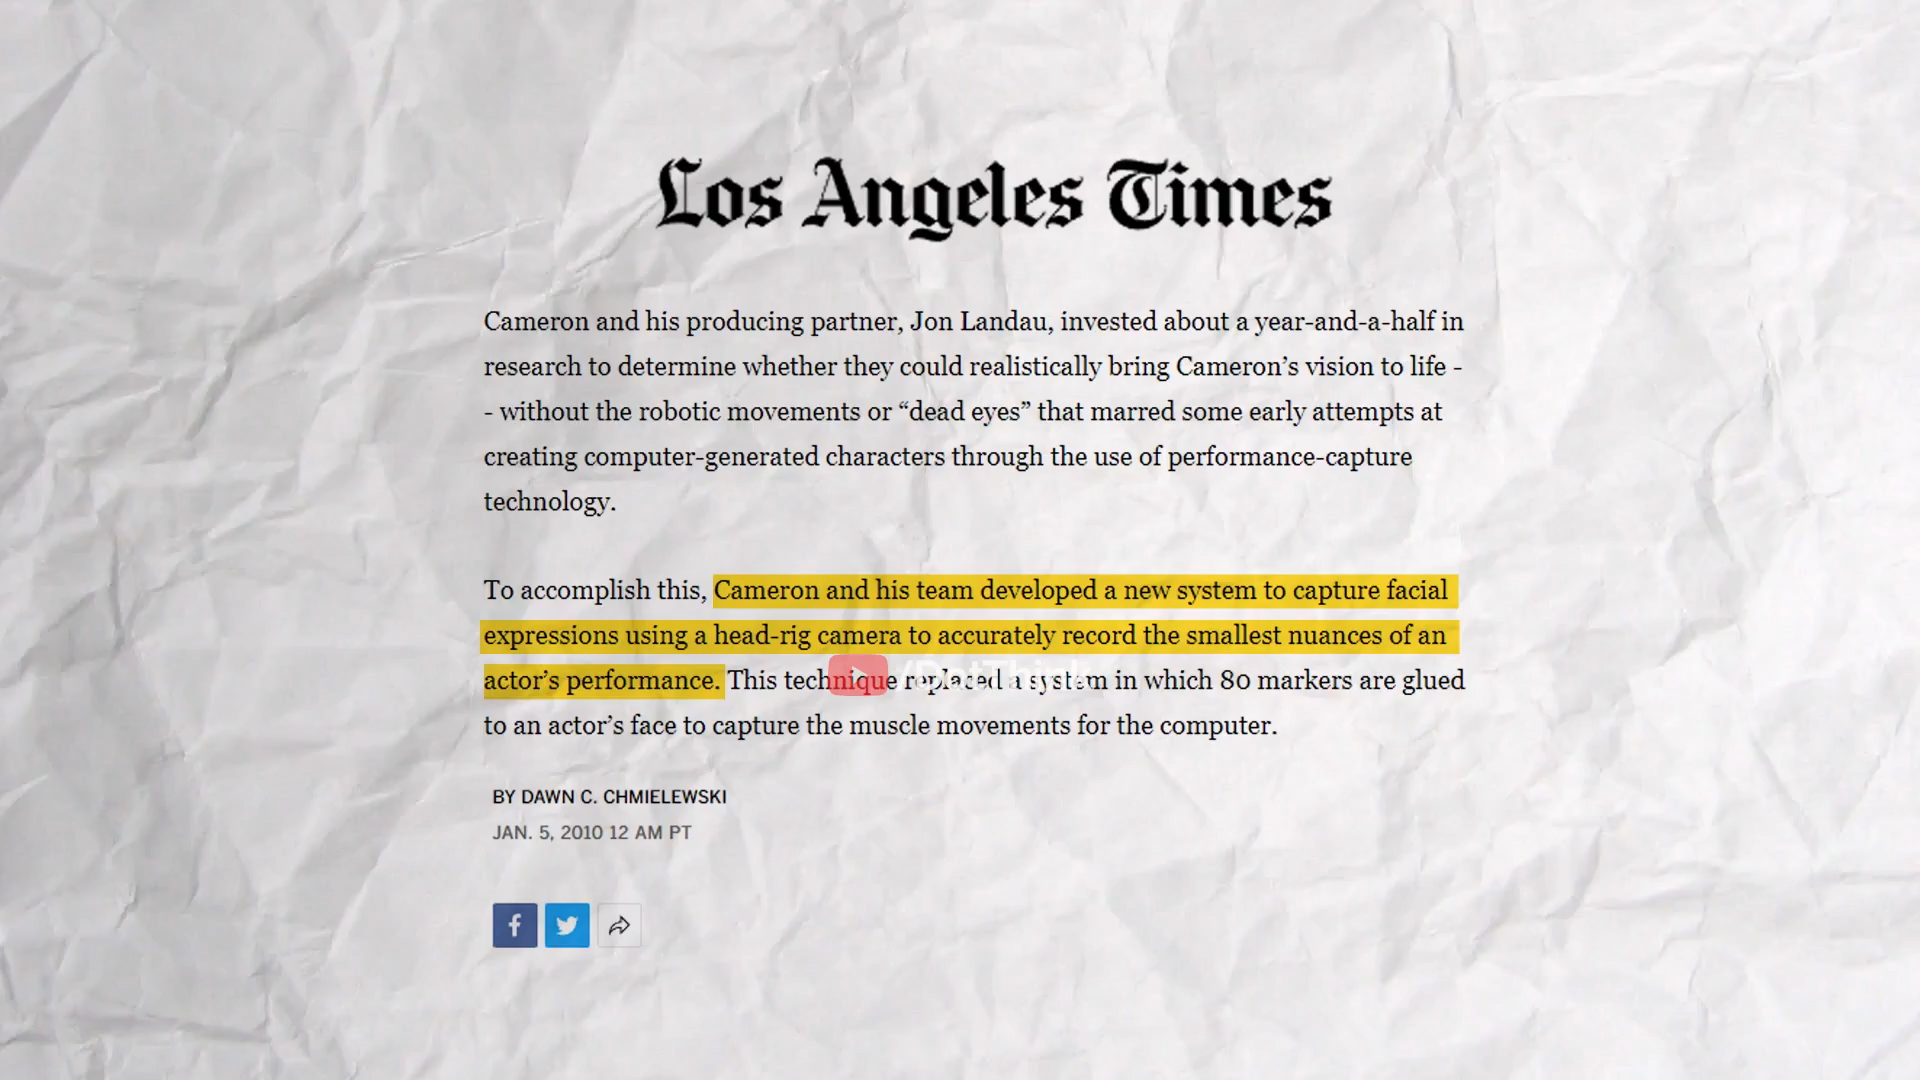 Los Angeles Times
Cameron and his producing partner, Jon Landau, invested about a year-and-a-half in
research to determine whether they could realistically bring Cameron’s vision to life -
- without the robotic movements or “dead eyes” that marred some early attempts at
creating computer-generated characters through the use of performance-capture
technology.
To accomplish this, Cameron and his team developed a new system to capture facial
expressions using a head-rig camera to accurately record the smallest nuances of an
actor’s performance. This technique replaced a system in which 80 markers are glued
/DatThink
to an actor’s face to capture the muscle movements for the computer.
BY DAWN C. CHMIELEWSKI
JAN. 5, 2010 12 AM PT